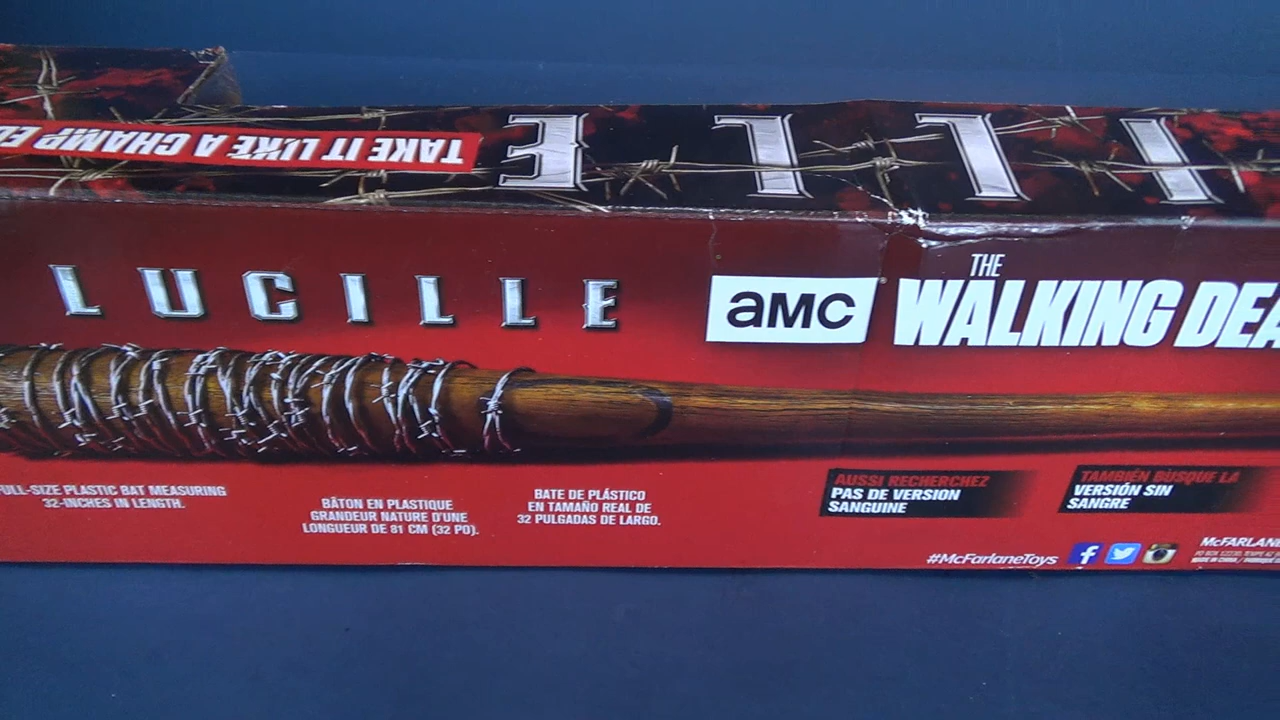 TAKE IT LIKE A CHAMP
ILLE
LUCILLE
aMC
THE
WALKING
FULL-SIZE PLASTIC BAT MEASURING
32-INCHES IN LENGTH.
BÂTON EN PLASTIQUE
GRANDEUR NATURE D'UNE
LONGUEUR DE 81 CM (32 PO).
BATE DE PLÁSTICO
EN TAMAÑO REAL DE
32 PULGADAS DE LARGO.
AUSSI RECHERCHEZ
PAS DE VERSION
SANGUINE
TAMBIÉN BÚSQUE LA
VERSIÓN SIN
SANGRE
#McFarlaneToys
McFARLANE